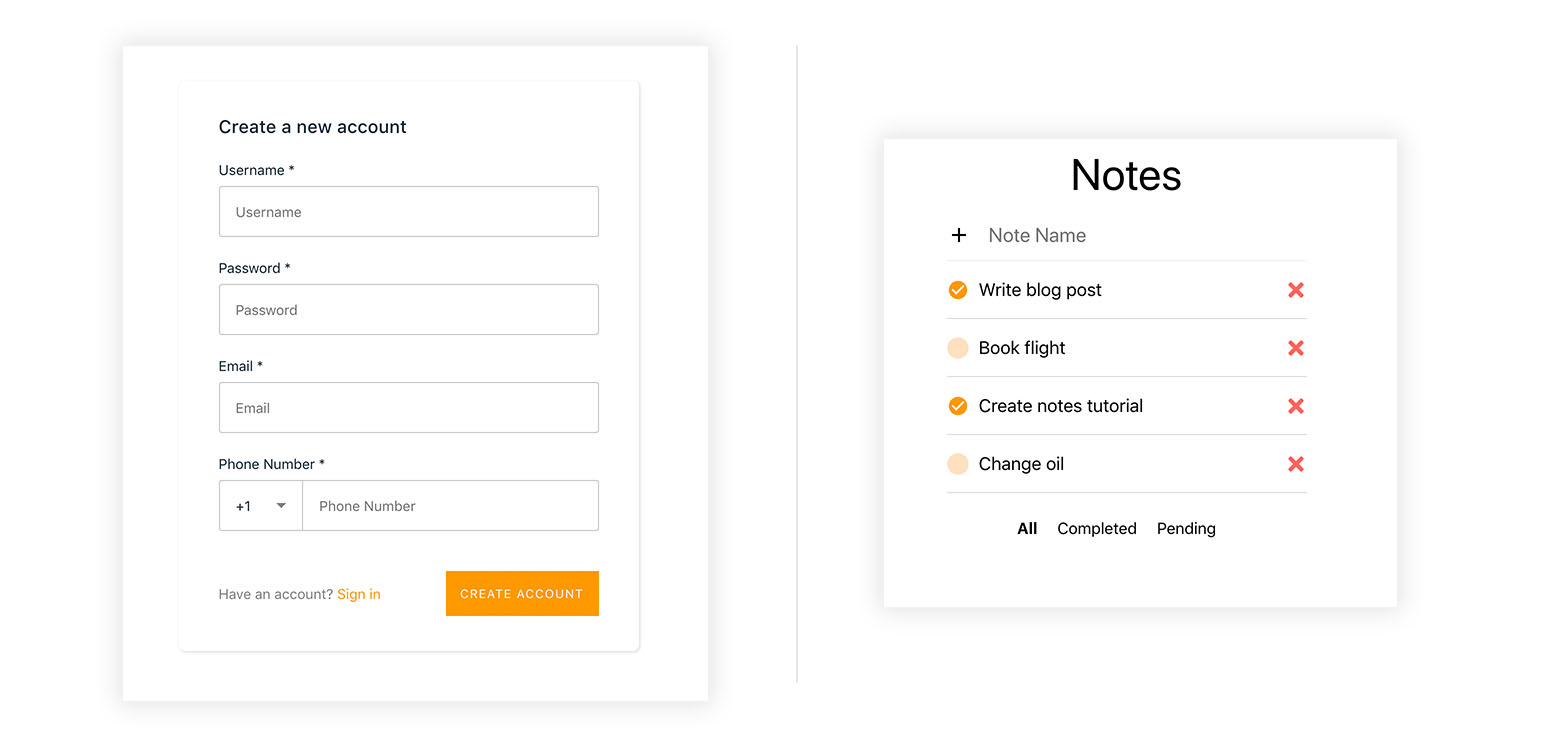 Create a new account
Username *
Username
Password *
Password
Email *
Email
Phone Number *
+1 Phone Number
Have an account? Sign in CREATE ACCOUNT
Notes
+ Note Name
Write blog post
Book flight
Create notes tutorial
Change oil
All Completed Pending